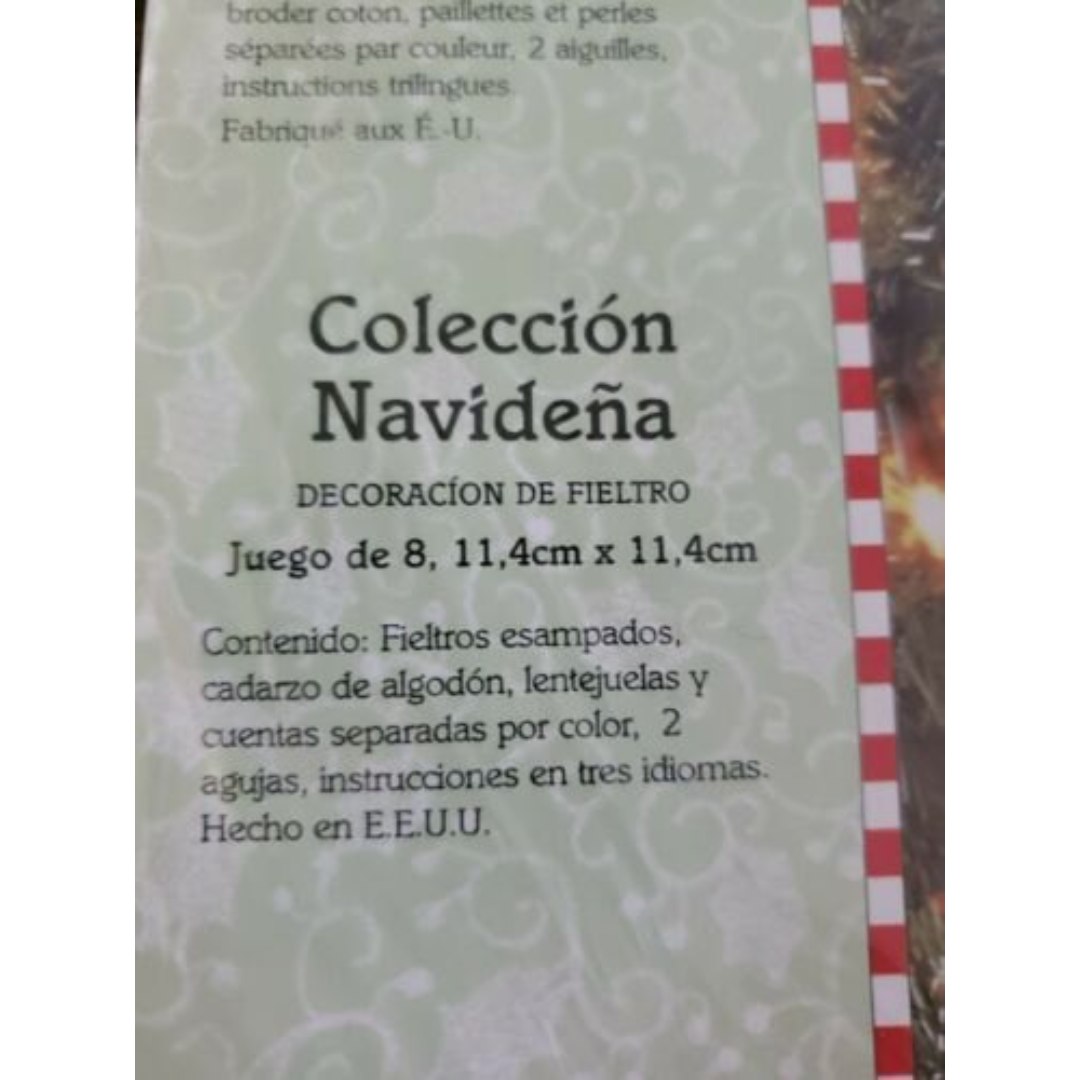 broder coton, paillettes et perles
séparées par couleur, 2 aiguilles,
instructions trilingues.
Fabriqué aux É.-U.
Colección
Navideña
DECORACÍON DE FIELTRO
Juego de 8, 11,4cm x 11,4cm
Contenido: Fieltros esampados,
cadarzo de algodón, lentejuelas y
cuentas separadas por color, 2
agujas, instrucciones en tres idiomas.
Hecho en E.E.U.U.